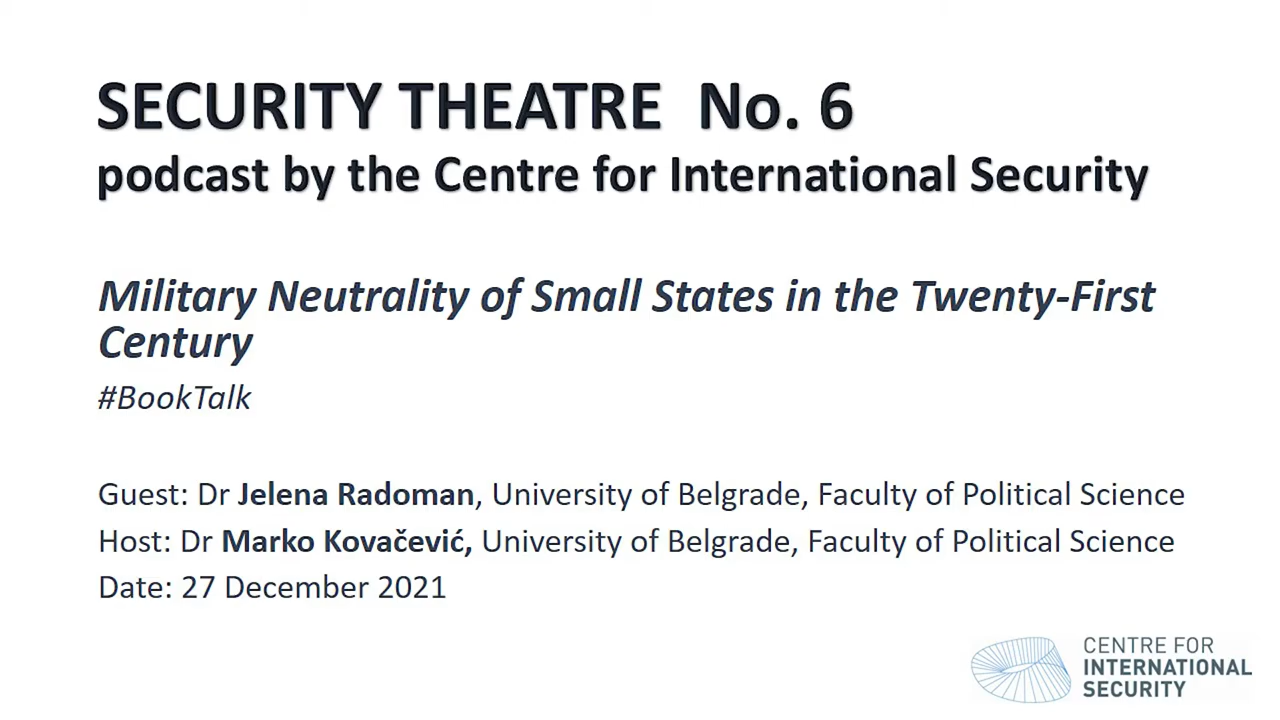 SECURITY THEATRE No. 6
podcast by the Centre for International Security
Military Neutrality of Small States in the Twenty-First
Century
#BookTalk
Guest: Dr Jelena Radoman, University of Belgrade, Faculty of Political Science
Host: Dr Marko Kovačević, University of Belgrade, Faculty of Political Science
Date: 27 December 2021
CENTRE FOR
INTERNATIONAL
SECURITY